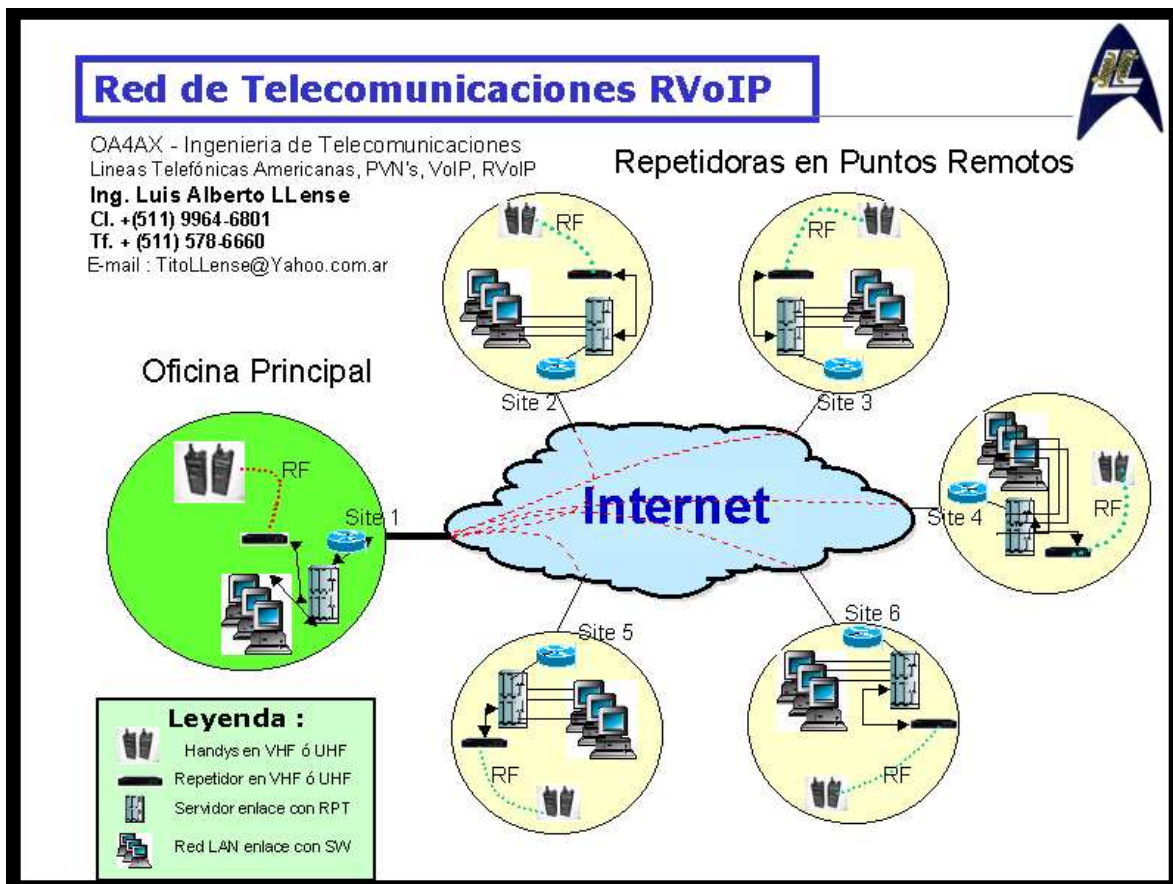 Red de Telecomunicaciones RVoIP
OA4AX - Ingenieria de Telecomunicaciones
Lineas Telefónicas Americanas, PVN's, VoIP, RVoIP
Ing. Luis Alberto LLense
Cl. +(511) 9964-6801
Tf. + (511) 578-6660
E-mail : TitoLLense@Yahoo.com.ar
Repetidoras en Puntos Remotos
RF
RF
Site 2
Site 3
Oficina Principal
RF
Site 1
Internet
Site 4
RF
Site 5
RF
Site 6
RF
Leyenda :
Handys en VHF ó UHF
Repetidor en VHF ó UHF
Servidor enlace con RPT
Red LAN enlace con SW